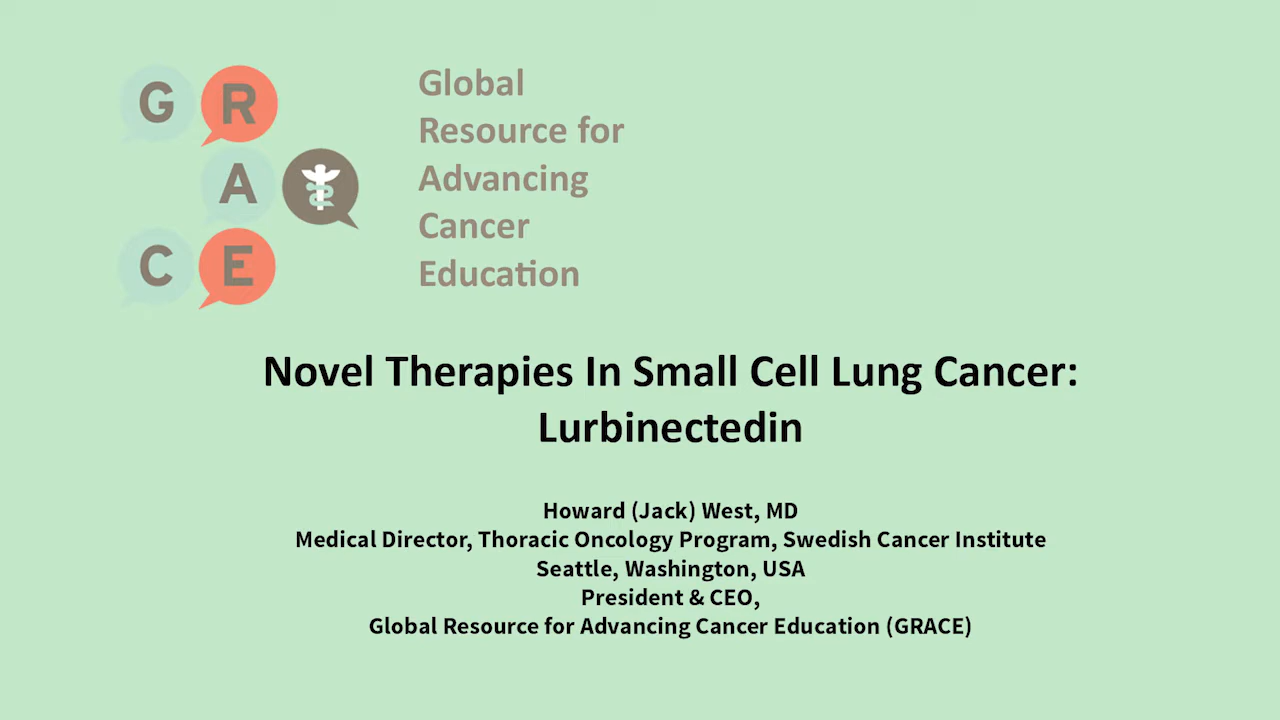 G R
A
C E
Global
Resource for
Advancing
Cancer
Education
Novel Therapies In Small Cell Lung Cancer:
Lurbinectedin
Howard (Jack) West, MD
Medical Director, Thoracic Oncology Program, Swedish Cancer Institute
Seattle, Washington, USA
President & CEO,
Global Resource for Advancing Cancer Education (GRACE)